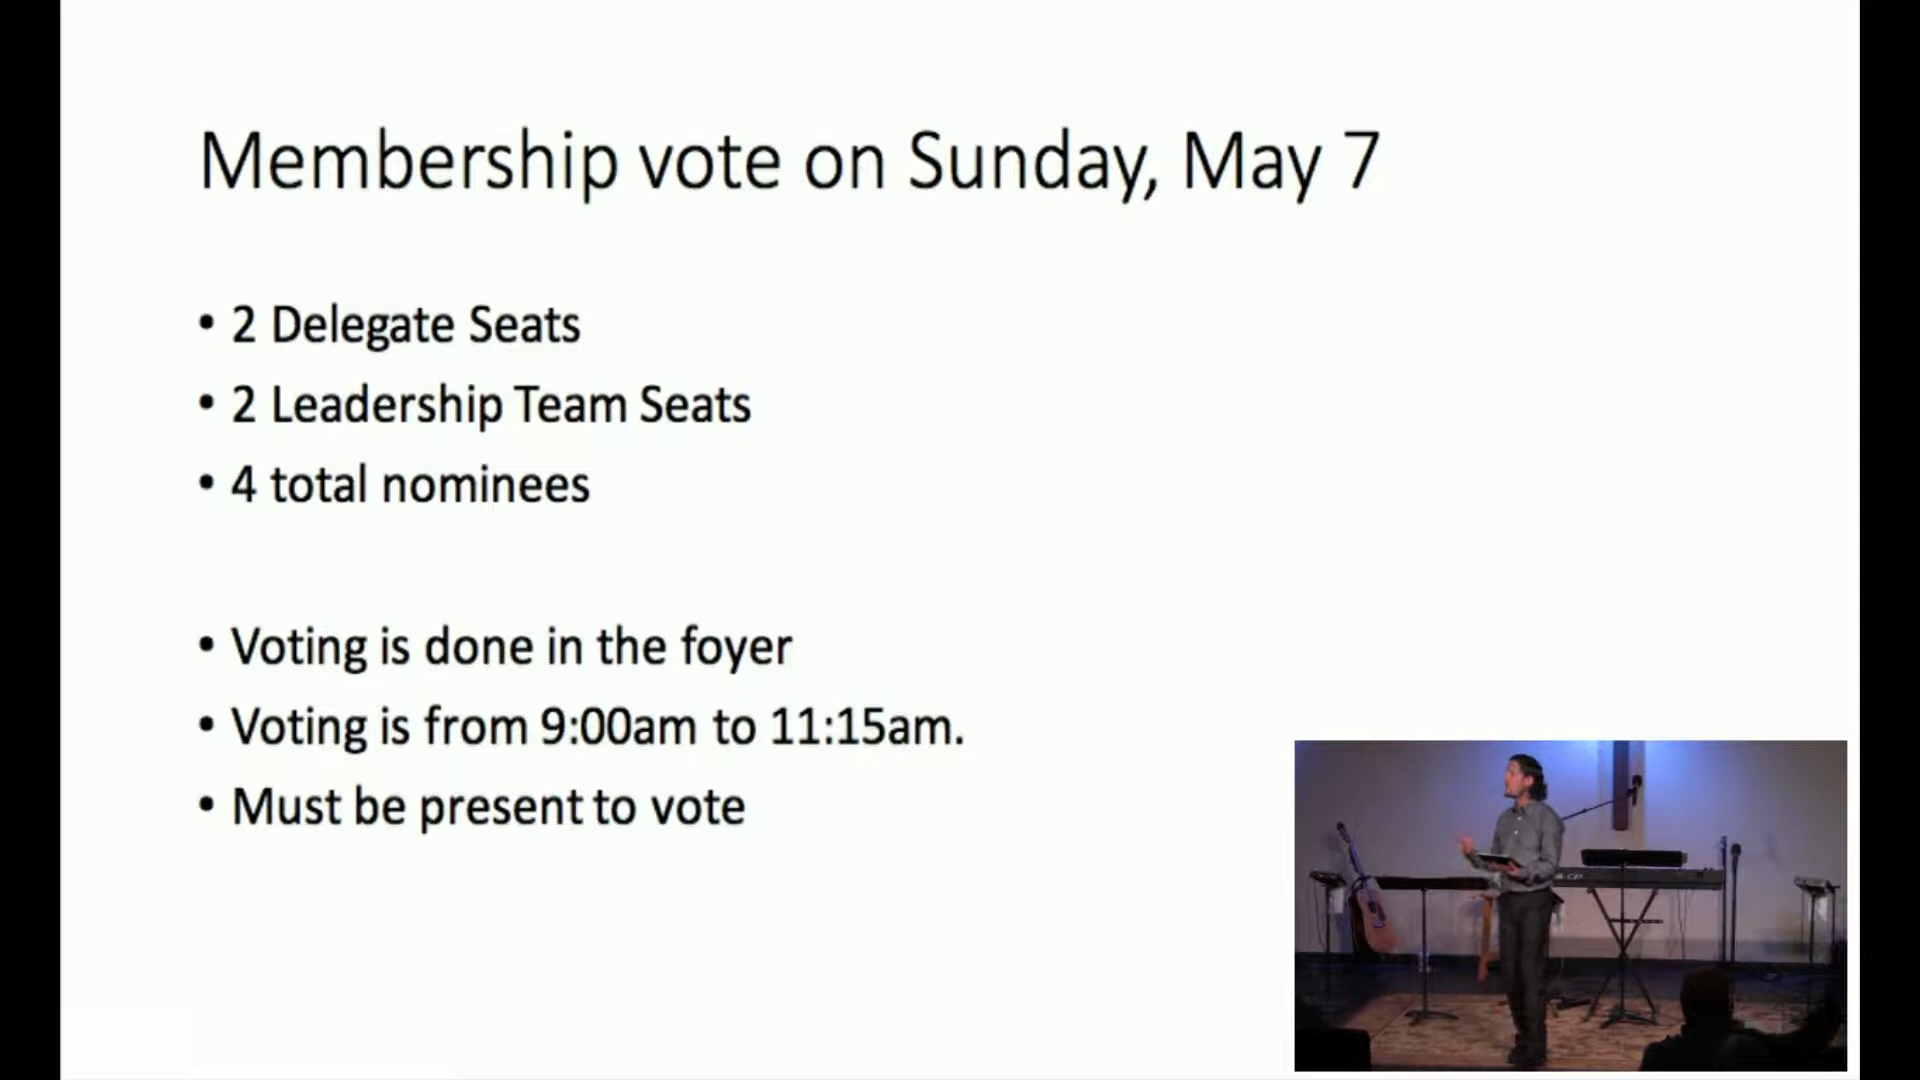 Membership vote on Sunday, May 7
• 2 Delegate Seats
• 2 Leadership Team Seats
• 4 total nominees
• Voting is done in the foyer
• Voting is from 9:00am to 11:15am.
• Must be present to vote